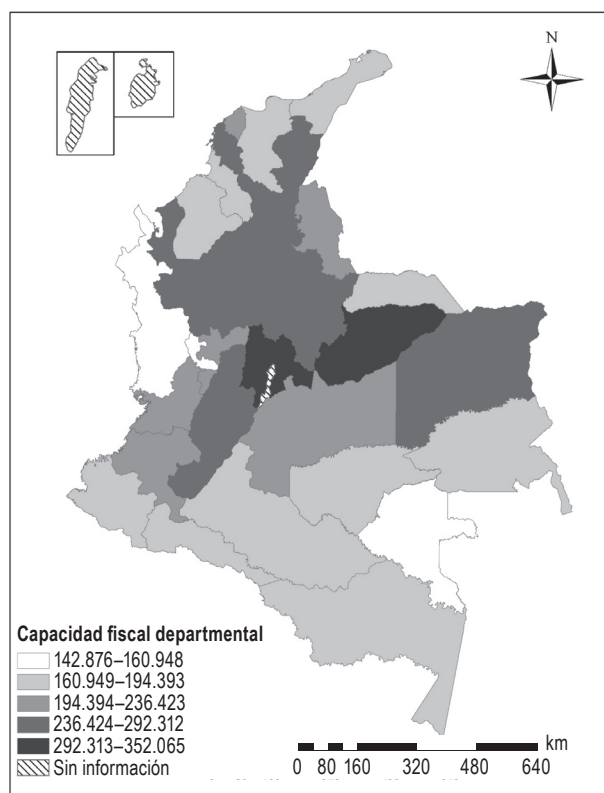 N
Capacidad fiscal departmental
142.876–160.948
160.949–194.393
194.394–236.423
236.424–292.312
292.313–352.065
Sin información
km
0 80 160 320 480 640